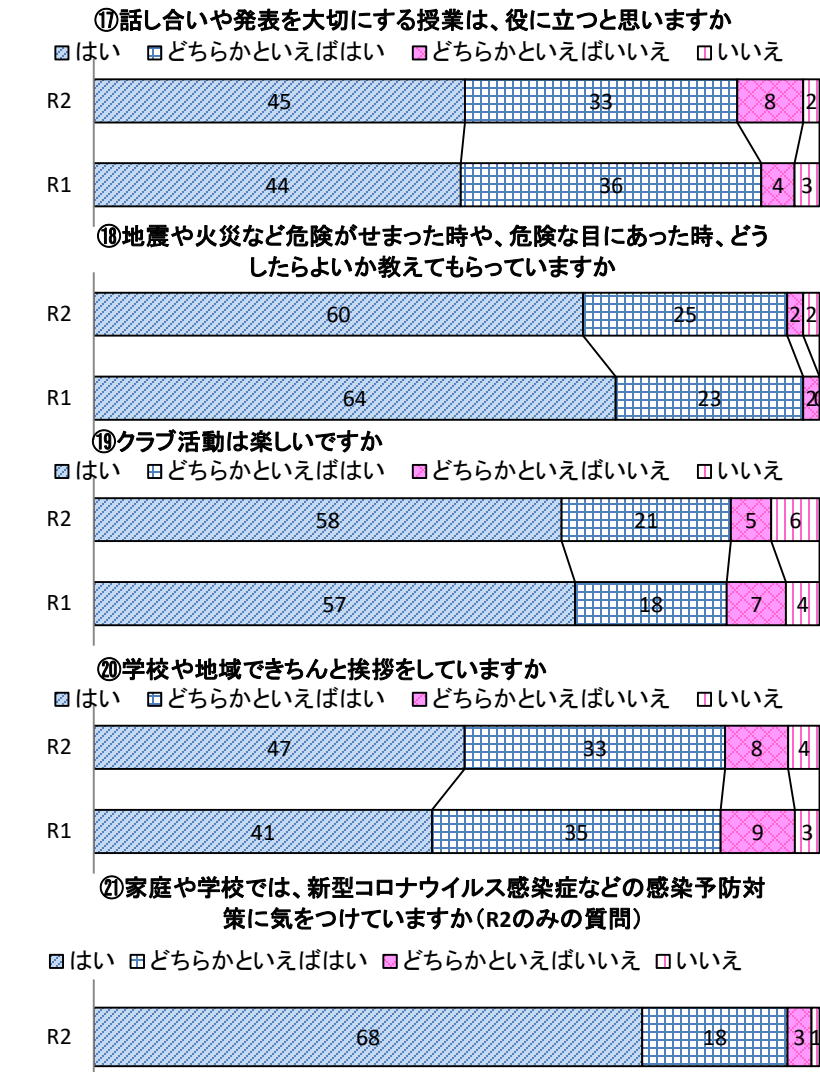 ⑰話し合いや発表を大切にする授業は、役に立つと思いますか
はい どちらかといえばはい どちらかといえばいいえ いいえ
R2 45 33 8 2
R1 44 36 4 3
⑱地震や火災など危険がせまった時や、危険な目にあった時、どう
したらよいか教えてもらっていますか
R2 60 25 2 2
R1 64 23 2 0
⑲クラブ活動は楽しいですか
はい どちらかといえばはい どちらかといえばいいえ いいえ
R2 58 21 5 6
R1 57 18 7 4
⑳学校や地域できちんと挨拶をしていますか
はい どちらかといえばはい どちらかといえばいいえ いいえ
R2 47 33 8 4
R1 41 35 9 3
㉑家庭や学校では、新型コロナウイルス感染症などの感染予防対
策に気をつけていますか（R2のみの質問）
はい どちらかといえばはい どちらかといえばいいえ いいえ
R2 68 18 3 1